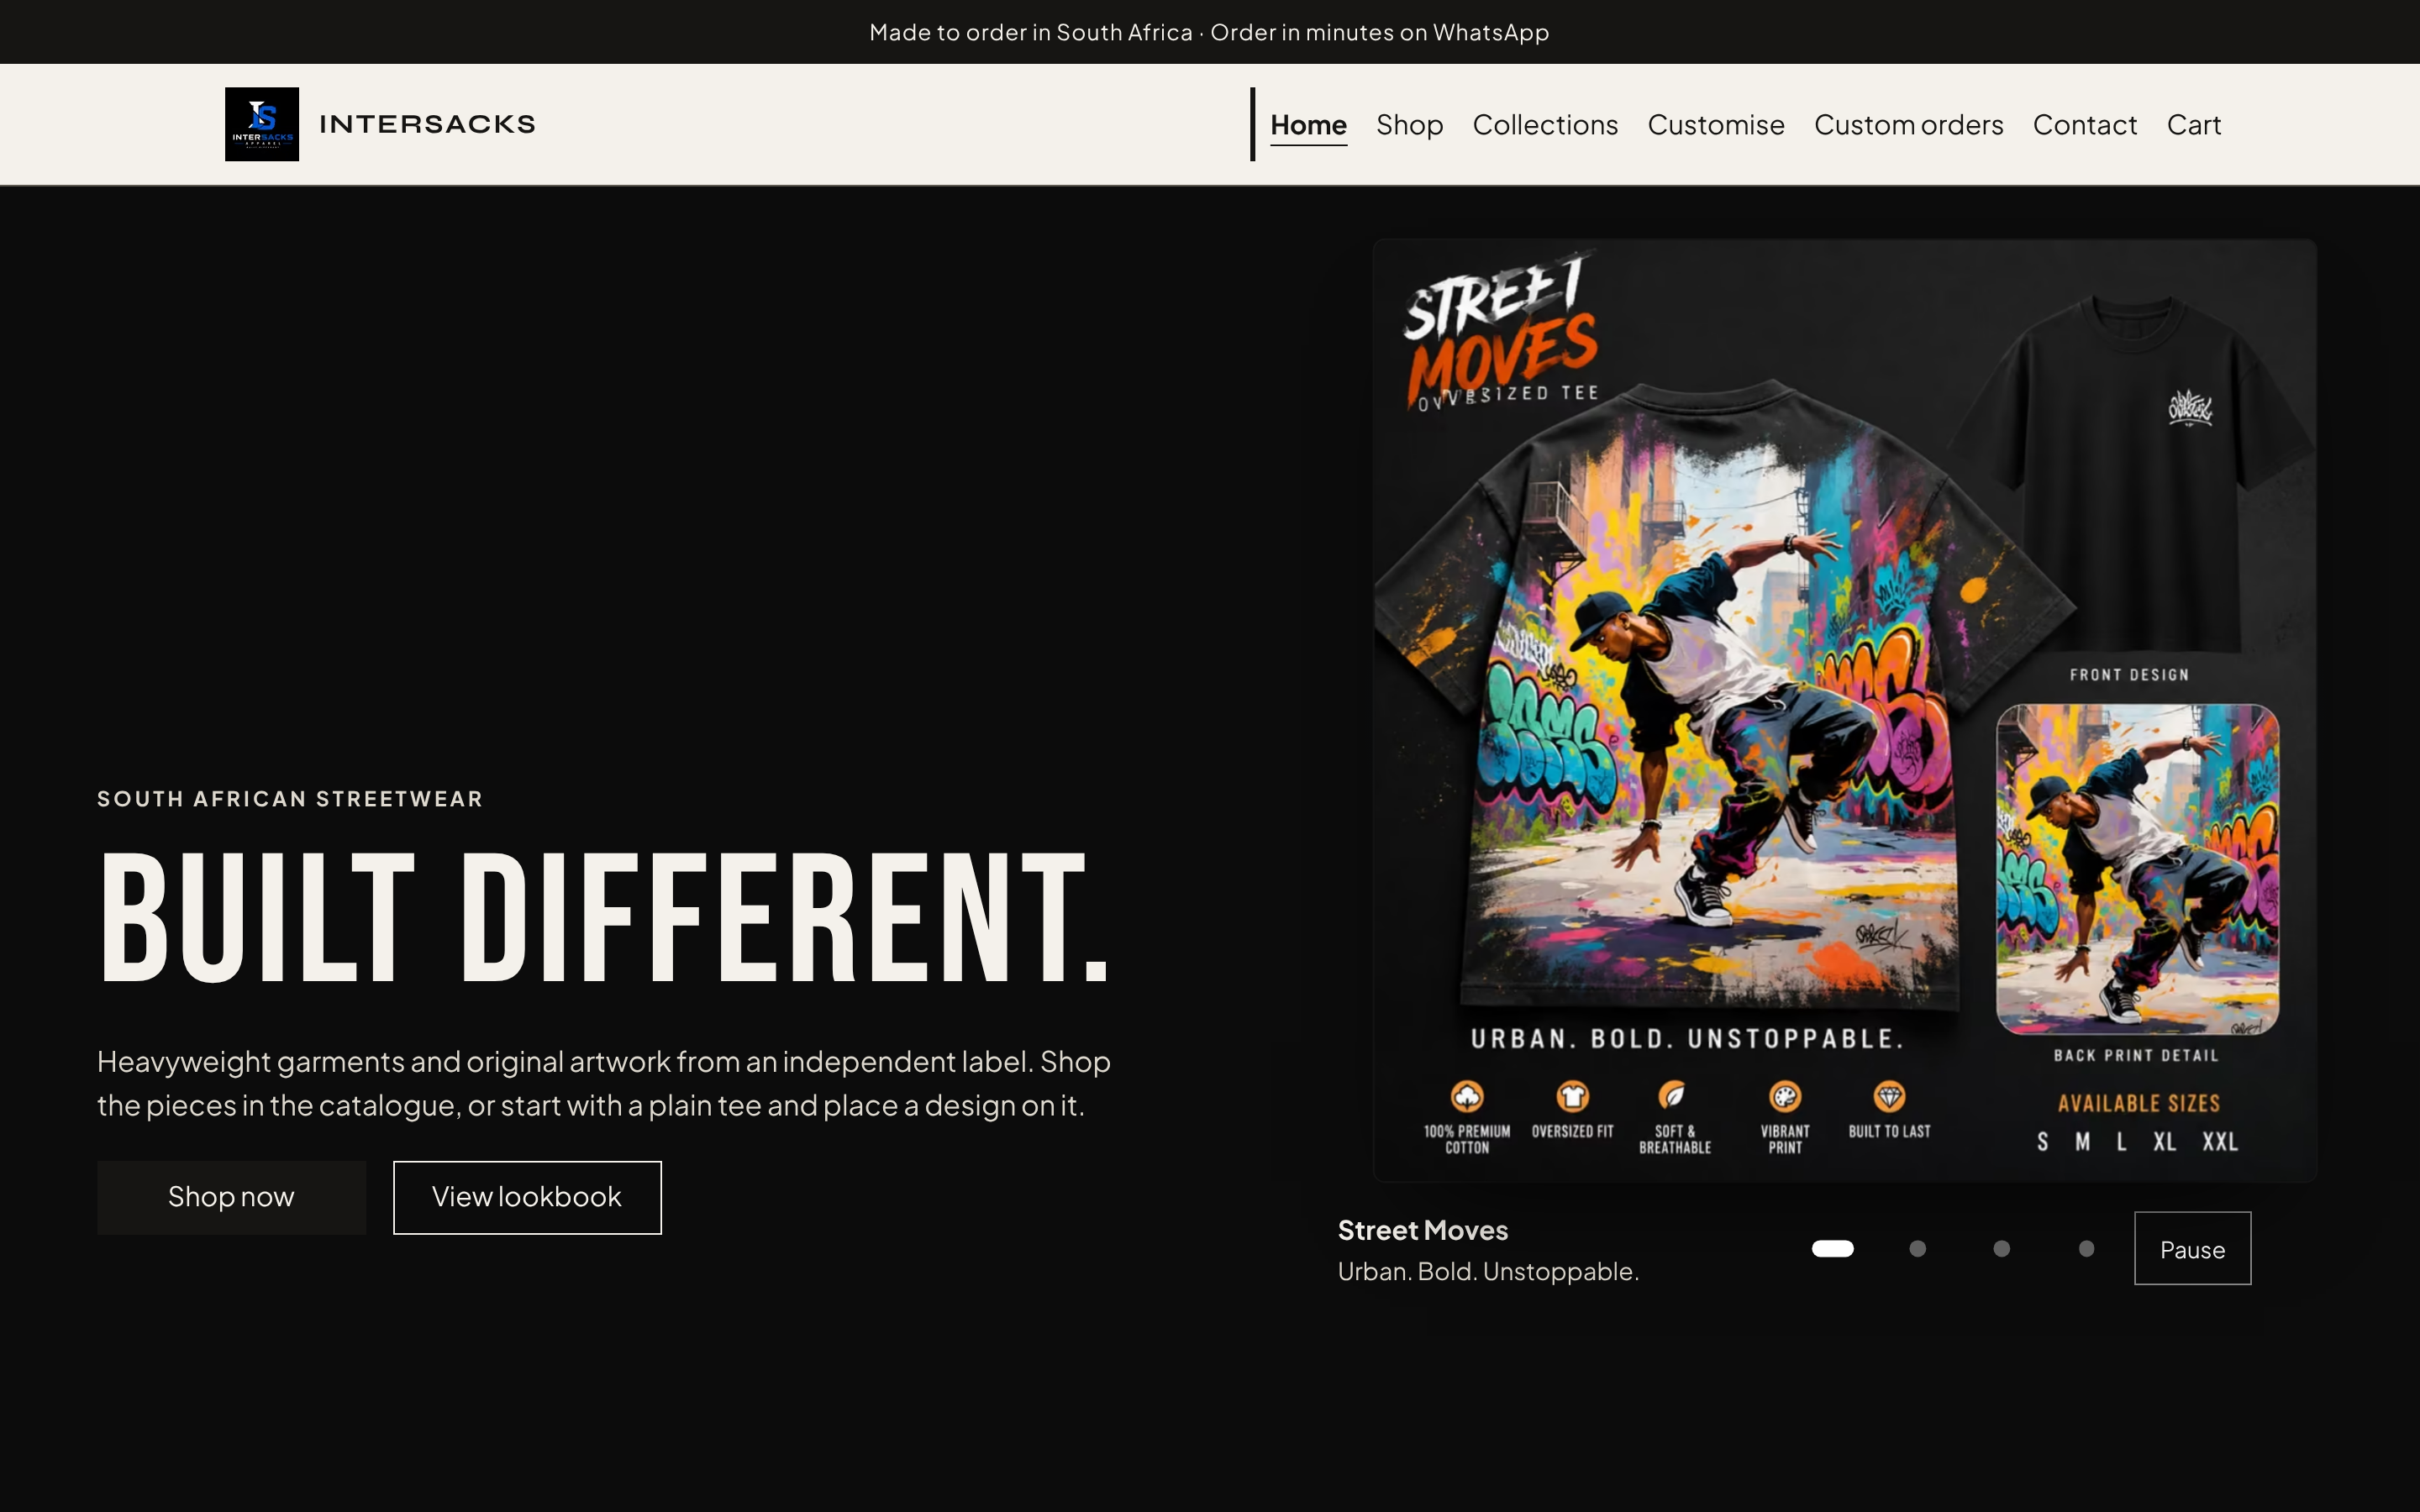 Made to order in South Africa · Order in minutes on WhatsApp
IS
INTERSACKS
APPAREL
INTERSACKS
Home Shop Collections Customise Custom orders Contact Cart
SOUTH AFRICAN STREETWEAR
BUILT DIFFERENT.
Heavyweight garments and original artwork from an independent label. Shop
the pieces in the catalogue, or start with a plain tee and place a design on it.
Shop now
View lookbook
STREET
MOVES
TEE
FRONT DESIGN
URBAN. BOLD. UNSTOPPABLE.
BACK PRINT DETAIL
100% PREMIUM
COTTON
OVERSIZED FIT
SOFT &
BREATHABLE
VIBRANT
PRINT
BUILT TO LAST
AVAILABLE SIZES
S M L XL XXL
Street Moves
Urban. Bold. Unstoppable.
Pause